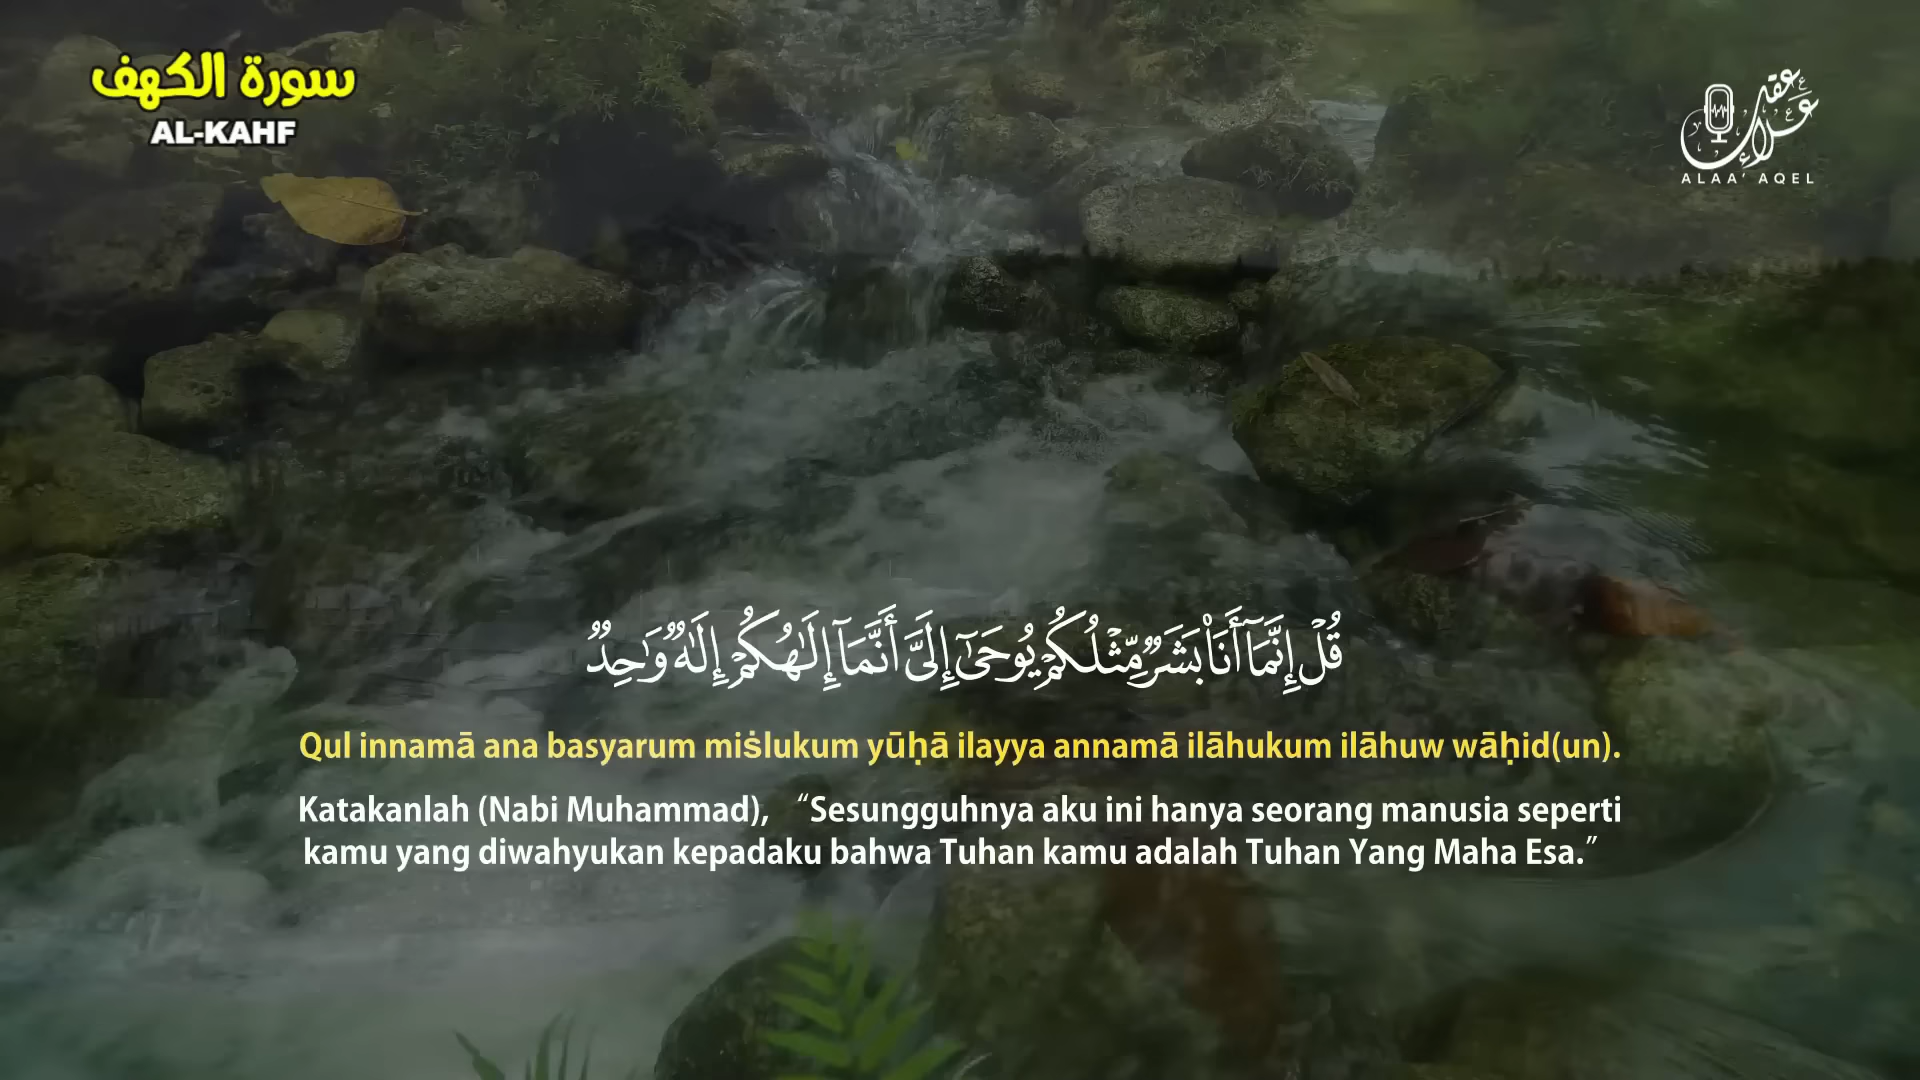 سورة الكهف
AL-KAHF
علاء عقل
ALAA' AQEL
قُلْ إِنَّمَآ أَنَا۠ بَشَرٌ مِّثْلُكُمْ يُوحَىٰٓ إِلَىَّ أَنَّمَآ إِلَـٰهُكُمْ إِلَـٰهٌ وَٰحِدٌ
Qul innamā ana basyarum miṡlukum yūḥā ilayya annamā ilāhukum ilāhuw wāḥid(un).
Katakanlah (Nabi Muhammad), “Sesungguhnya aku ini hanya seorang manusia seperti
kamu yang diwahyukan kepadaku bahwa Tuhan kamu adalah Tuhan Yang Maha Esa.”